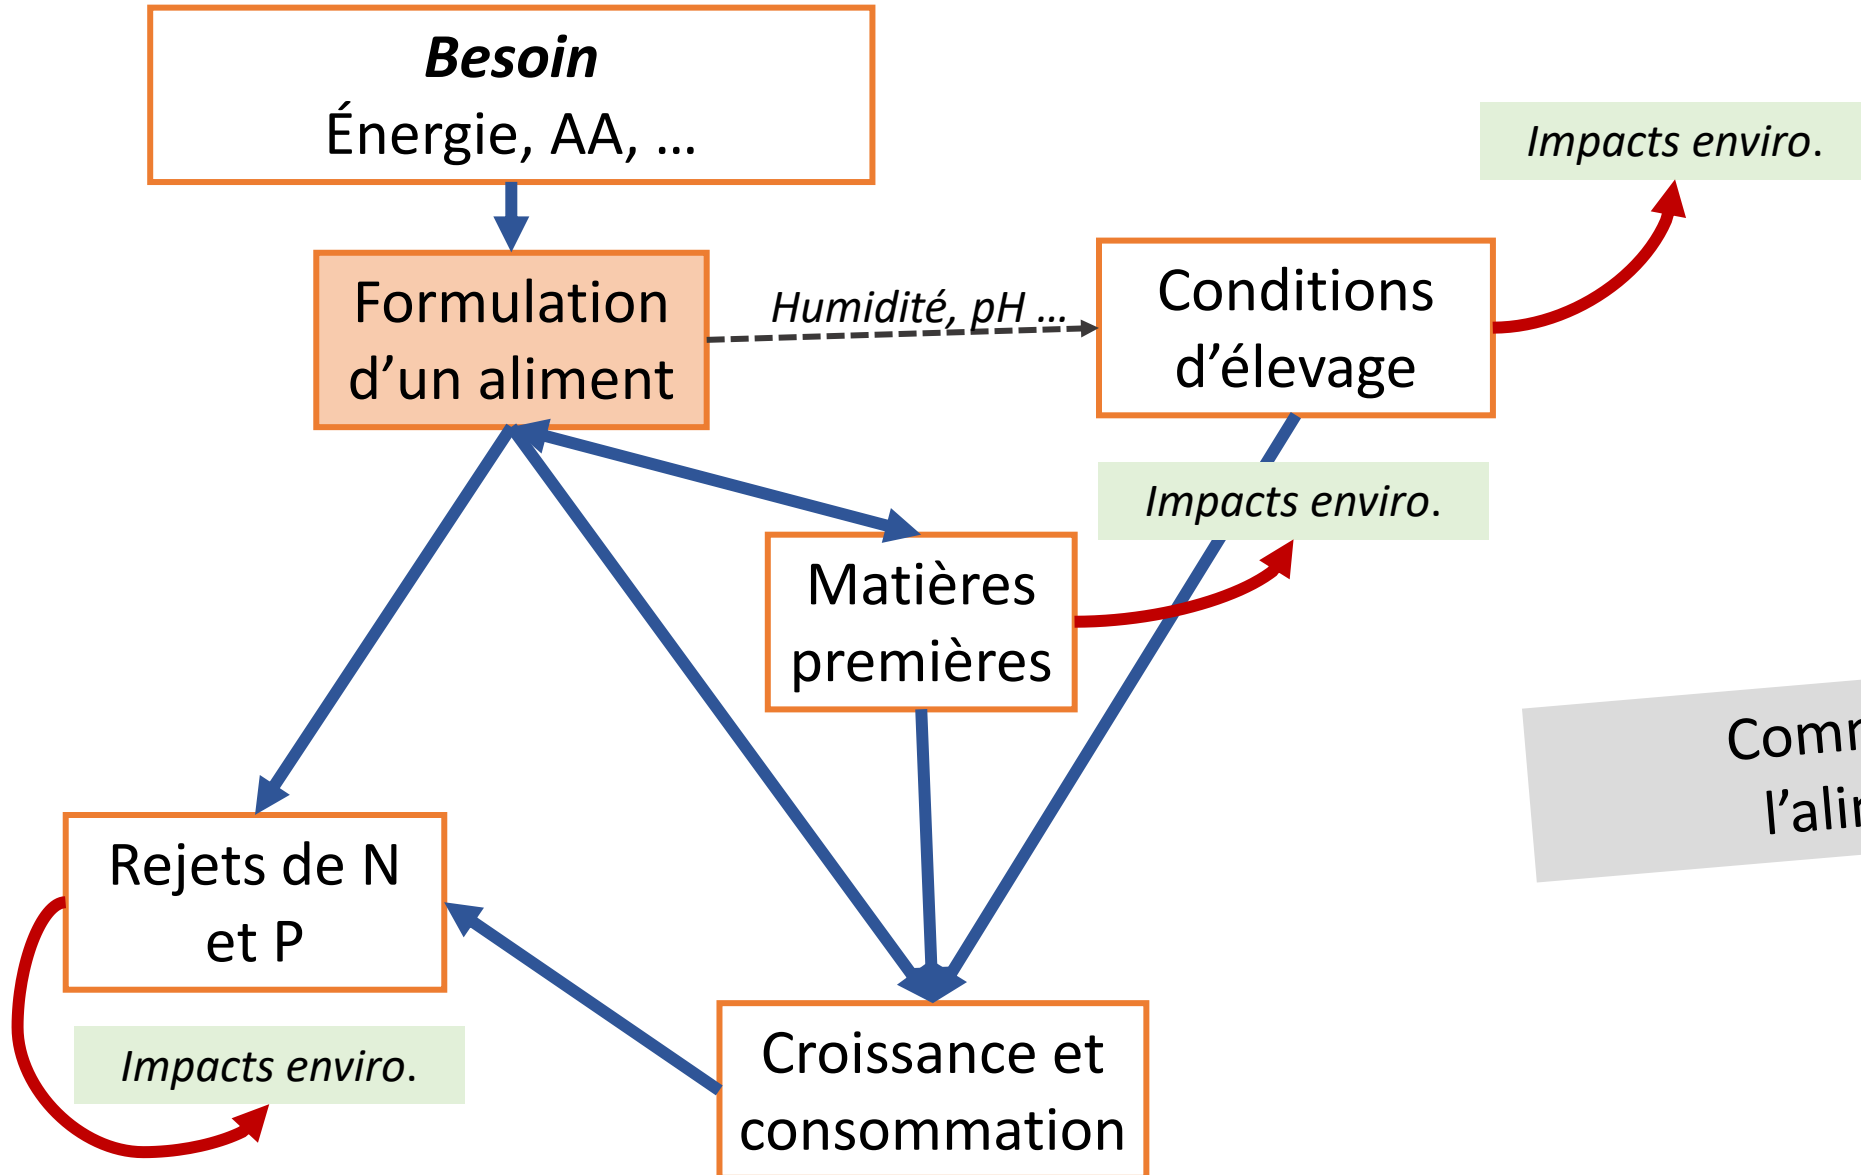 Besoin
Énergie, AA, …
Impacts enviro.
Formulation
d’un aliment
Humidité, pH …
Conditions
d’élevage
Impacts enviro.
Matières
premières
Rejets de N
et P
Impacts enviro.
Croissance et
consommation